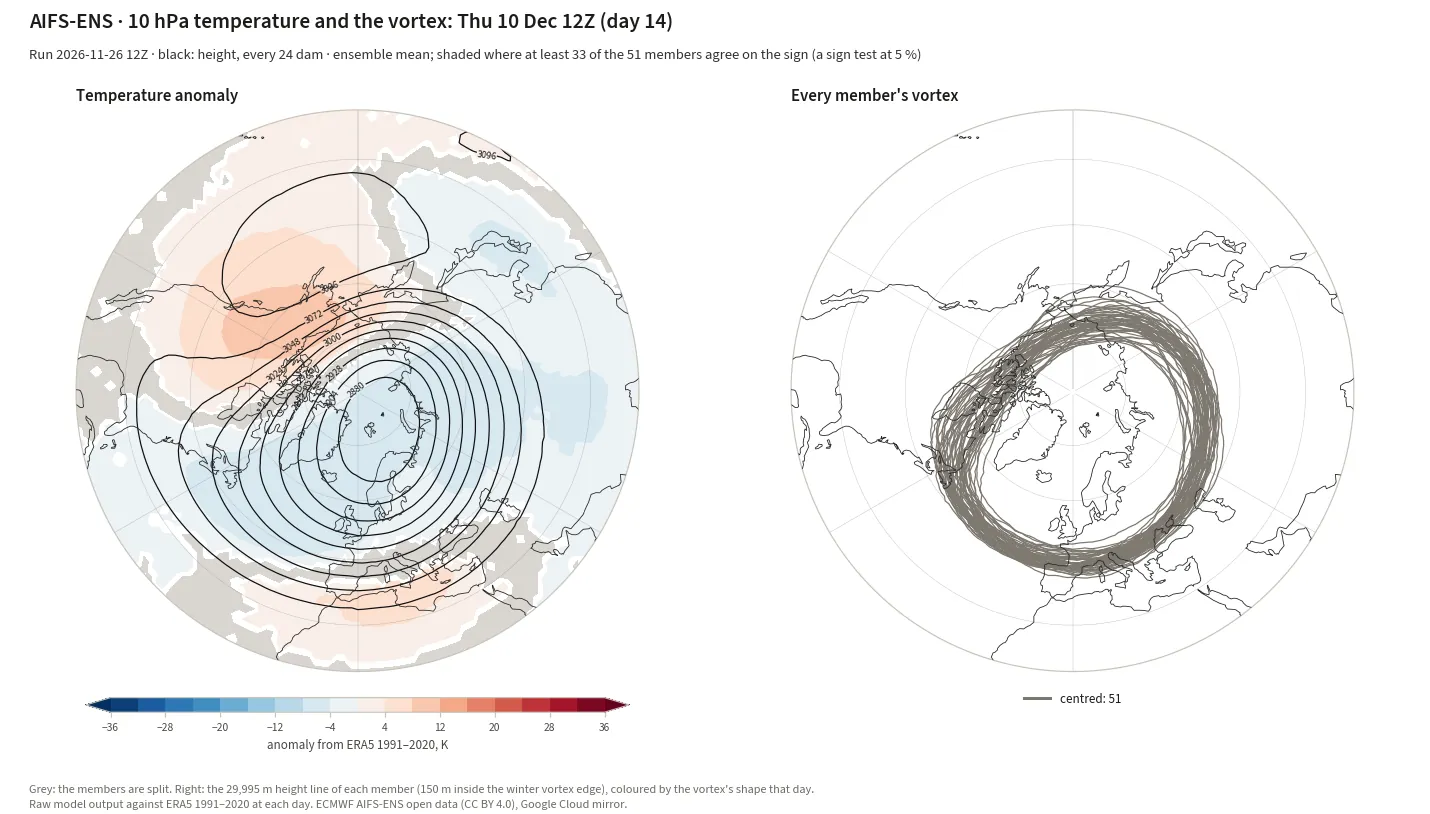 AIFS-ENS · 10 hPa temperature and the vortex: Thu 10 Dec 12Z (day 14)
Run 2026-11-26 12Z · black: height, every 24 dam · ensemble mean; shaded where at least 33 of the 51 members agree on the sign (a sign test at 5 %)
Temperature anomaly
Every member's vortex
3096
3072
3048
3000
2928
2880
centred: 51
−36 −28 −20 −12 −4 4 12 20 28 36
anomaly from ERA5 1991–2020, K
Grey: the members are split. Right: the 29,995 m height line of each member (150 m inside the winter vortex edge), coloured by the vortex's shape that day.
Raw model output against ERA5 1991–2020 at each day. ECMWF AIFS-ENS open data (CC BY 4.0), Google Cloud mirror.